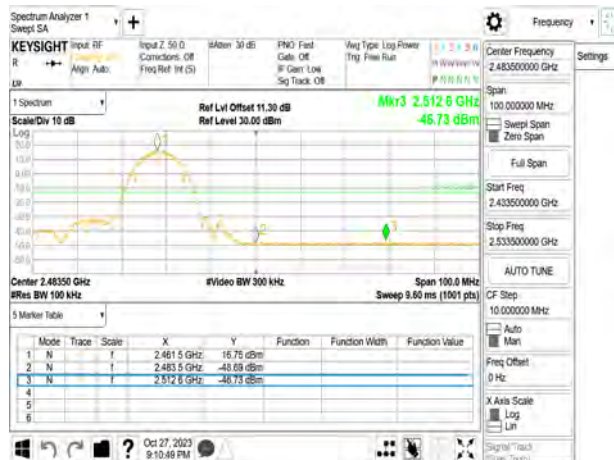 Spectrum Analyzer 1
Swept SA
+
Frequency
Settings
KEYSIGHT
R
Input: RF
Align: Auto
Input Z: 50 Ω
Corrections: Off
Freq Ref: Int (S)
#Atten: 30 dB
PNO: Fast
Gate: Off
IF Gain: Low
Sig Track: Off
Avg Type: Log-Power
Trig: Free Run
1 Spectrum
Scale/Div 10 dB
Ref Lvl Offset 11.30 dB
Ref Level 30.00 dBm
Mkr3 2.512 6 GHz
-46.73 dBm
Log
Center 2.48350 GHz
#Res BW 100 kHz
#Video BW 300 kHz
Span 100.0 MHz
Sweep 9.60 ms (1001 pts)
5 Marker Table
Mode Trace Scale X Y Function Function Width Function Value
1 N f 2.461 5 GHz 16.75 dBm
2 N f 2.483 5 GHz -48.69 dBm
3 N f 2.512 6 GHz -46.73 dBm
4
5
6
Center Frequency
2.483500000 GHz
Span
100.000000 MHz
Swept Span
Zero Span
Full Span
Start Freq
2.433500000 GHz
Stop Freq
2.533500000 GHz
AUTO TUNE
CF Step
10.000000 MHz
Auto
Man
Freq Offset
0 Hz
X Axis Scale
Log
Lin
Signal Track
?
Oct 27, 2023
9:10:49 PM